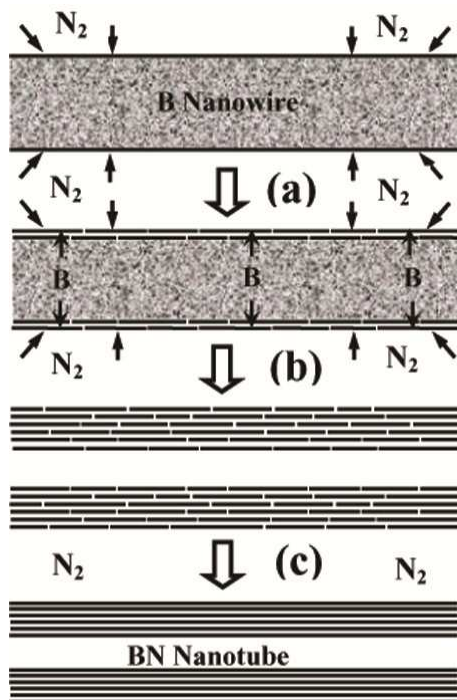 N2 N2
B Nanowire
N2 (a) N2
B B B
N2 (b) N2
N2 (c) N2
BN Nanotube